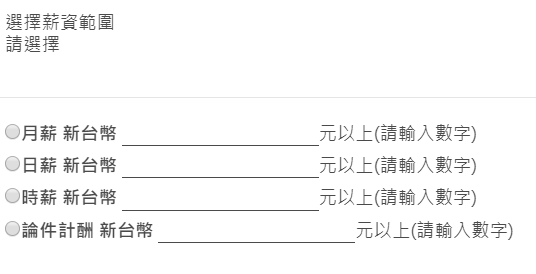 選擇薪資範圍
請選擇
月薪 新台幣 元以上(請輸入數字)
日薪 新台幣 元以上(請輸入數字)
時薪 新台幣 元以上(請輸入數字)
論件計酬 新台幣 元以上(請輸入數字)